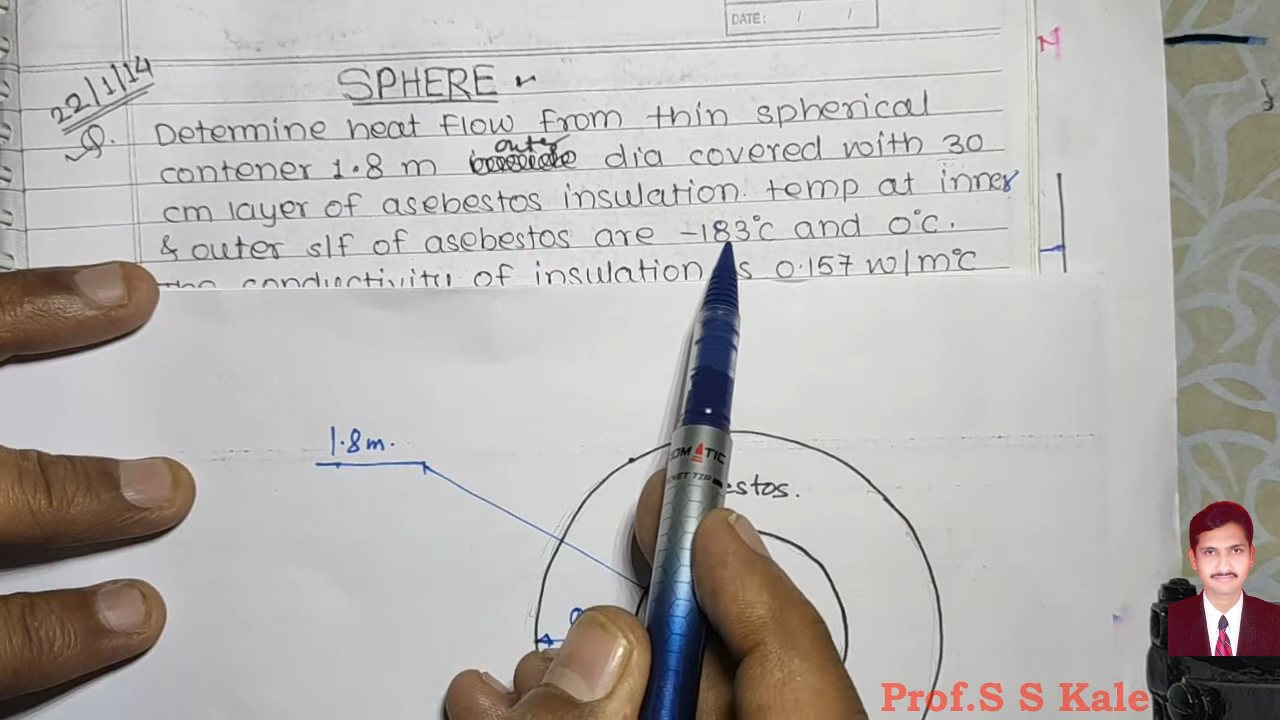 DATE: / /
22/1/14
SPHERE
Q. Determine heat flow from thin spherical
outer
contener 1.8 m dia covered with 30
cm layer of asebestos insulation. temp at inner
& outer s/f of asebestos are -183°c and 0°c.
the conductivity of insulation is 0.157 w/m°c
1.8m.
estos.
Prof.S S Kale